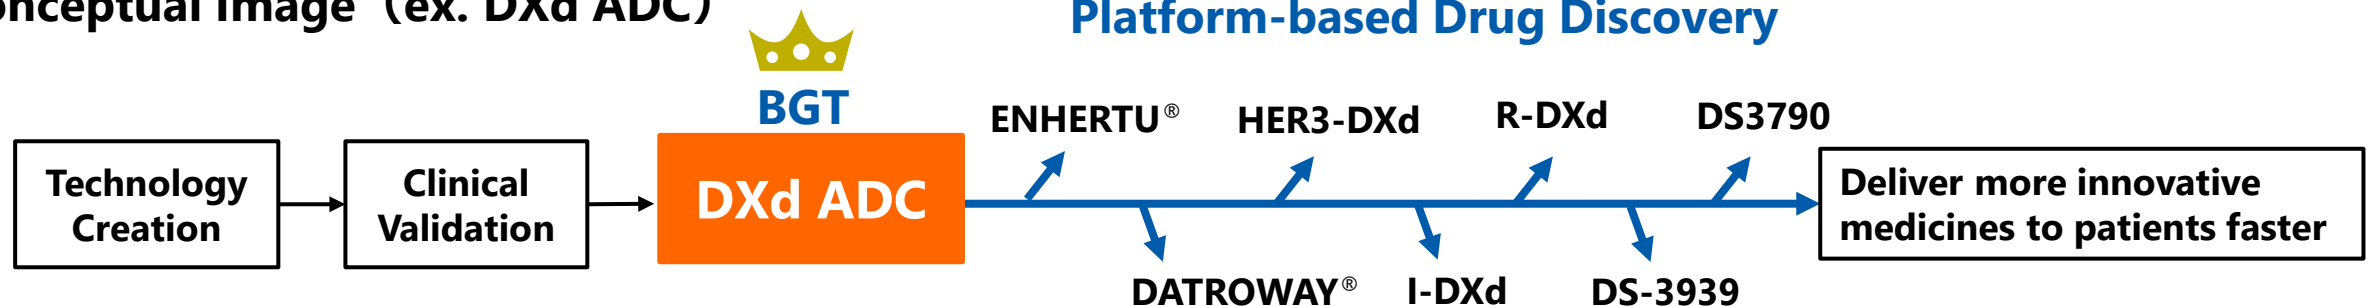 onceptual Image (ex. DXd ADC)
Platform-based Drug Discovery
BGT
ENHERTU®
HER3-DXd
R-DXd
DS3790
Technology
Creation
Clinical
Validation
DXd ADC
Deliver more innovative
medicines to patients faster
DATROWAY®
I-DXd
DS-3939